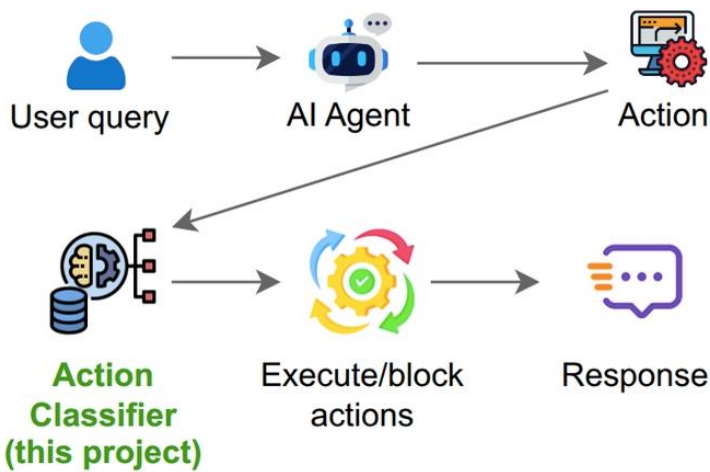 User query
AI Agent
Action
Action
Classifier
(this project)
Execute/block
actions
Response